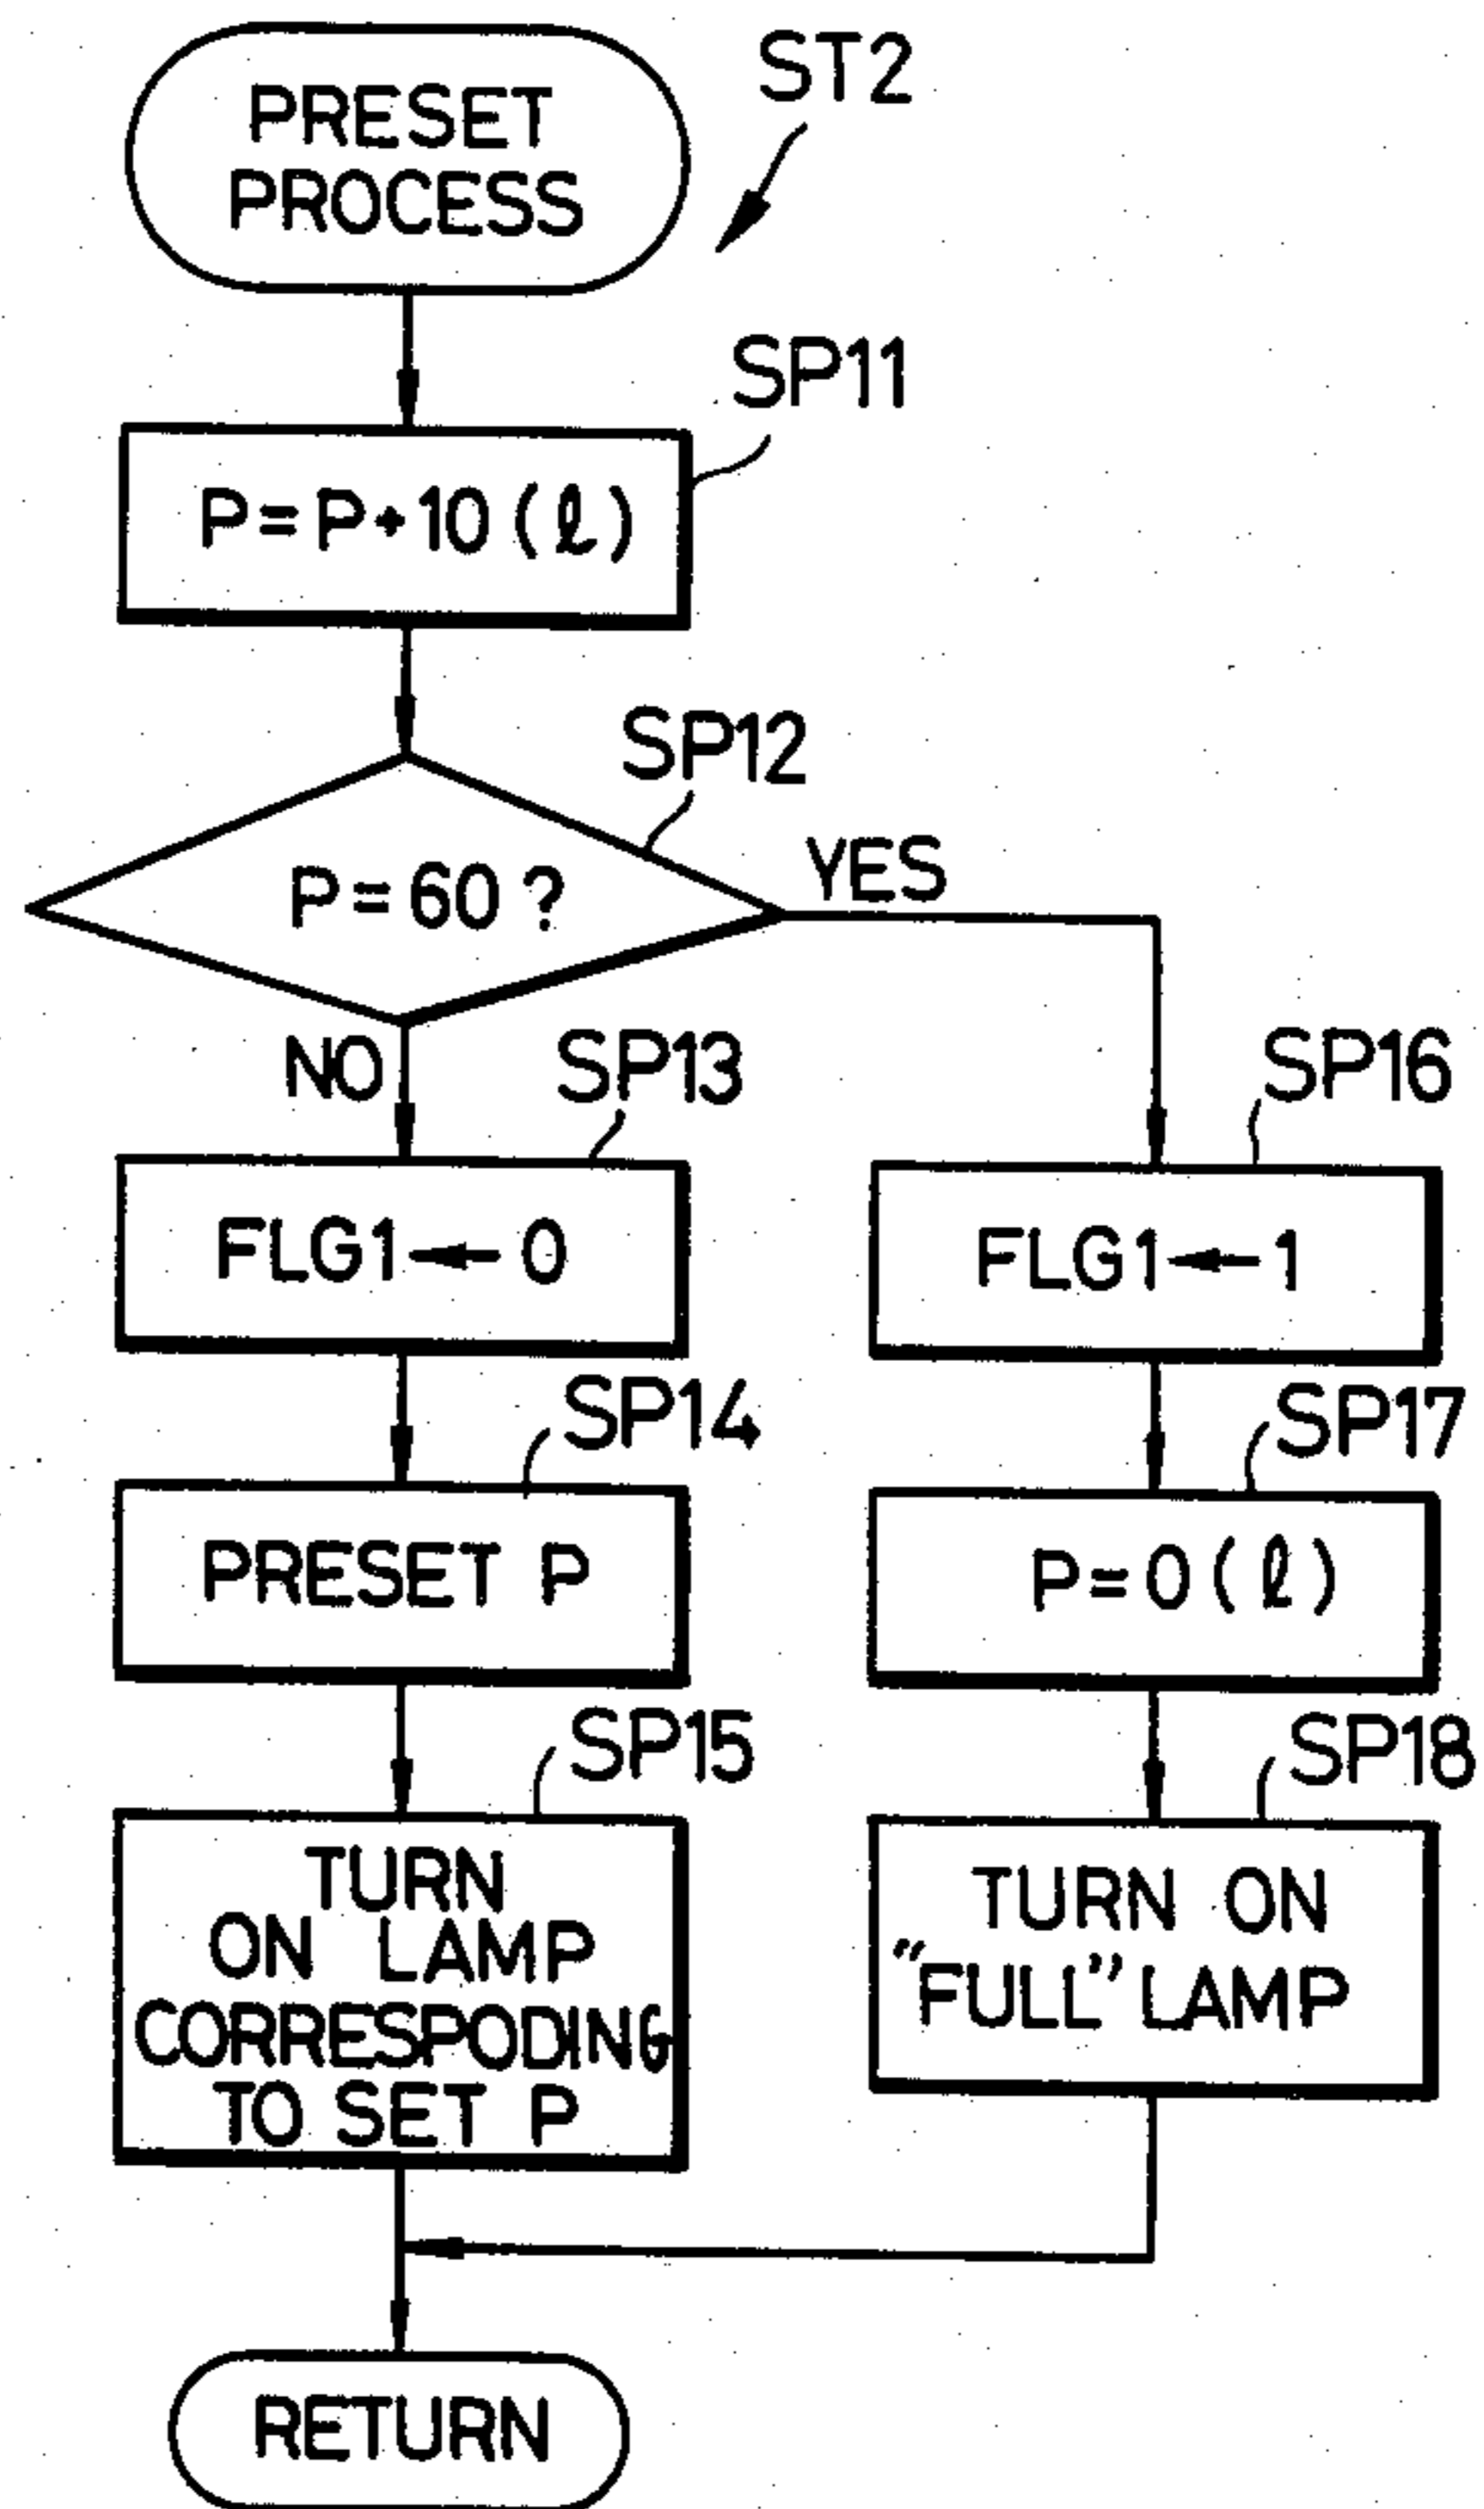 PRESET
PROCESS
ST2
SP11
P=P+10(ℓ)
SP12
P=60?
YES
NO
SP13
FLG1←0
SP14
PRESET P
SP15
TURN
ON LAMP
CORRESPODING
TO SET P
SP16
FLG1←1
SP17
P=0(ℓ)
SP18
TURN ON
"FULL" LAMP
RETURN